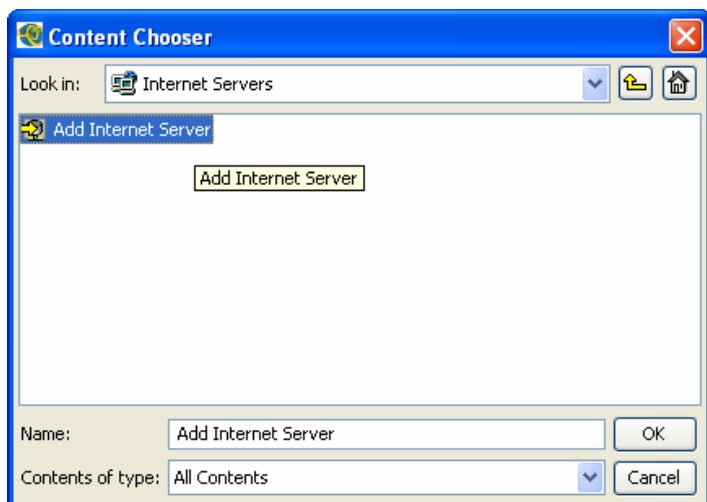 Content Chooser
Look in: Internet Servers
Add Internet Server
Add Internet Server
Name: Add Internet Server OK
Contents of type: All Contents Cancel